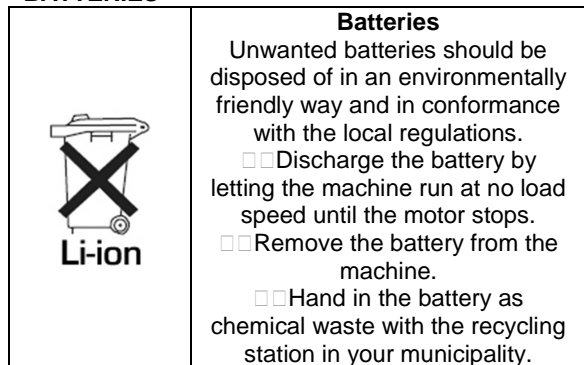 BATTERIES
Batteries
Unwanted batteries should be
disposed of in an environmentally
friendly way and in conformance
with the local regulations.
□□Discharge the battery by
letting the machine run at no load
speed until the motor stops.
□□Remove the battery from the
machine.
□□Hand in the battery as
chemical waste with the recycling
station in your municipality.
Li-ion